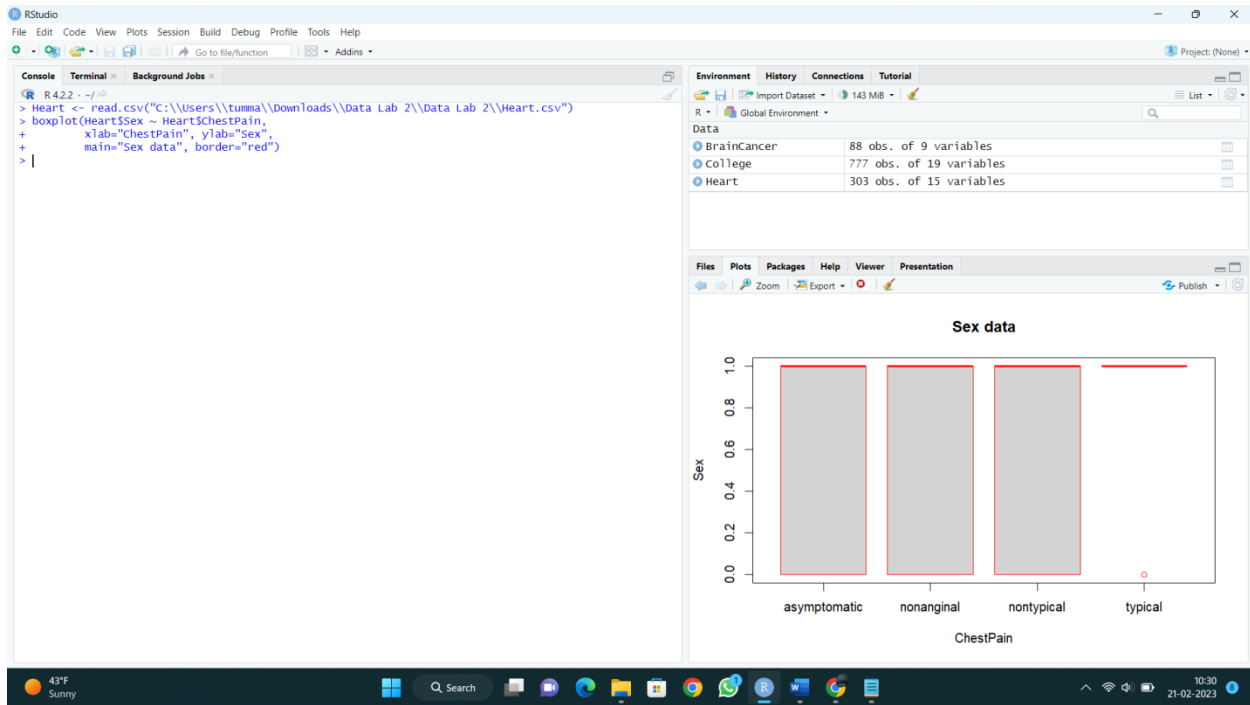 RStudio
File Edit Code View Plots Session Build Debug Profile Tools Help
Go to file/function Addins Project: (None)
Console Terminal Background Jobs
R R 4.2.2 · ~/
> Heart <- read.csv("C:\\Users\\tumma\\Downloads\\Data Lab 2\\Data Lab 2\\Heart.csv")
> boxplot(Heart$Sex ~ Heart$ChestPain,
+ xlab="ChestPain", ylab="Sex",
+ main="Sex data", border="red")
>
Environment History Connections Tutorial
Import Dataset 143 MiB List
R Global Environment
Data
BrainCancer 88 obs. of 9 variables
College 777 obs. of 19 variables
Heart 303 obs. of 15 variables
Files Plots Packages Help Viewer Presentation
Zoom Export Publish
Sex data
1.0
0.8
0.6
0.4
0.2
0.0
Sex
asymptomatic nonanginal nontypical typical
ChestPain
43°F
Sunny
Search
1
R
W
10:30
21-02-2023
8